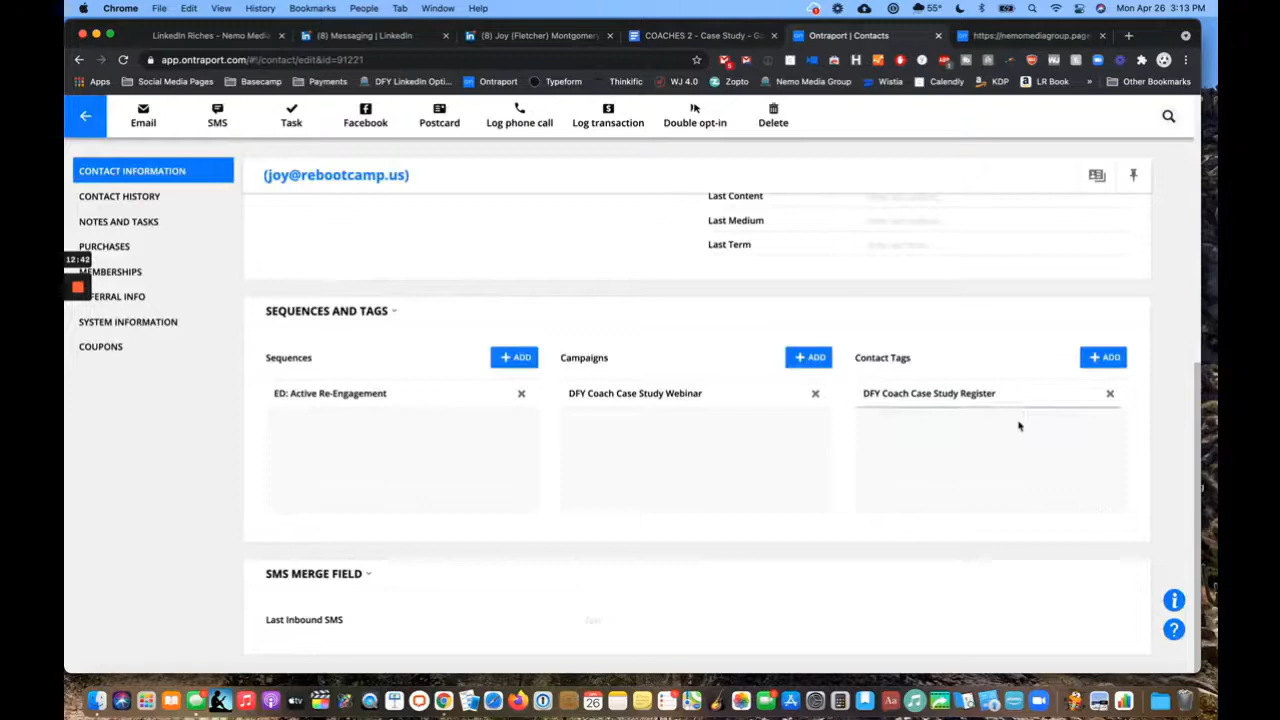 Chrome File Edit View History Bookmarks People Tab Window Help 55° Mon Apr 26 3:13 PM
LinkedIn Riches - Nemo Media (8) Messaging | LinkedIn (8) Joy (Fletcher) Montgomery COACHES 2 - Case Study - Go Ontraport | Contacts https://nemomediagroup.page
app.ontraport.com/#!/contact/edit&id=91221
Apps Social Media Pages Basecamp Payments DFY LinkedIn Opti... Ontraport Typeform Thinkific WJ 4.0 Zopto Nemo Media Group Wistia Calendly KDP LR Book » Other Bookmarks
Email SMS Task Facebook Postcard Log phone call Log transaction Double opt-in Delete
CONTACT INFORMATION
CONTACT HISTORY
NOTES AND TASKS
PURCHASES
12:42
MEMBERSHIPS
FERRAL INFO
SYSTEM INFORMATION
COUPONS
(joy@rebootcamp.us)
Last Content
Last Medium
Last Term
SEQUENCES AND TAGS
Sequences + ADD Campaigns + ADD Contact Tags + ADD
ED: Active Re-Engagement DFY Coach Case Study Webinar DFY Coach Case Study Register
SMS MERGE FIELD
Last Inbound SMS
26